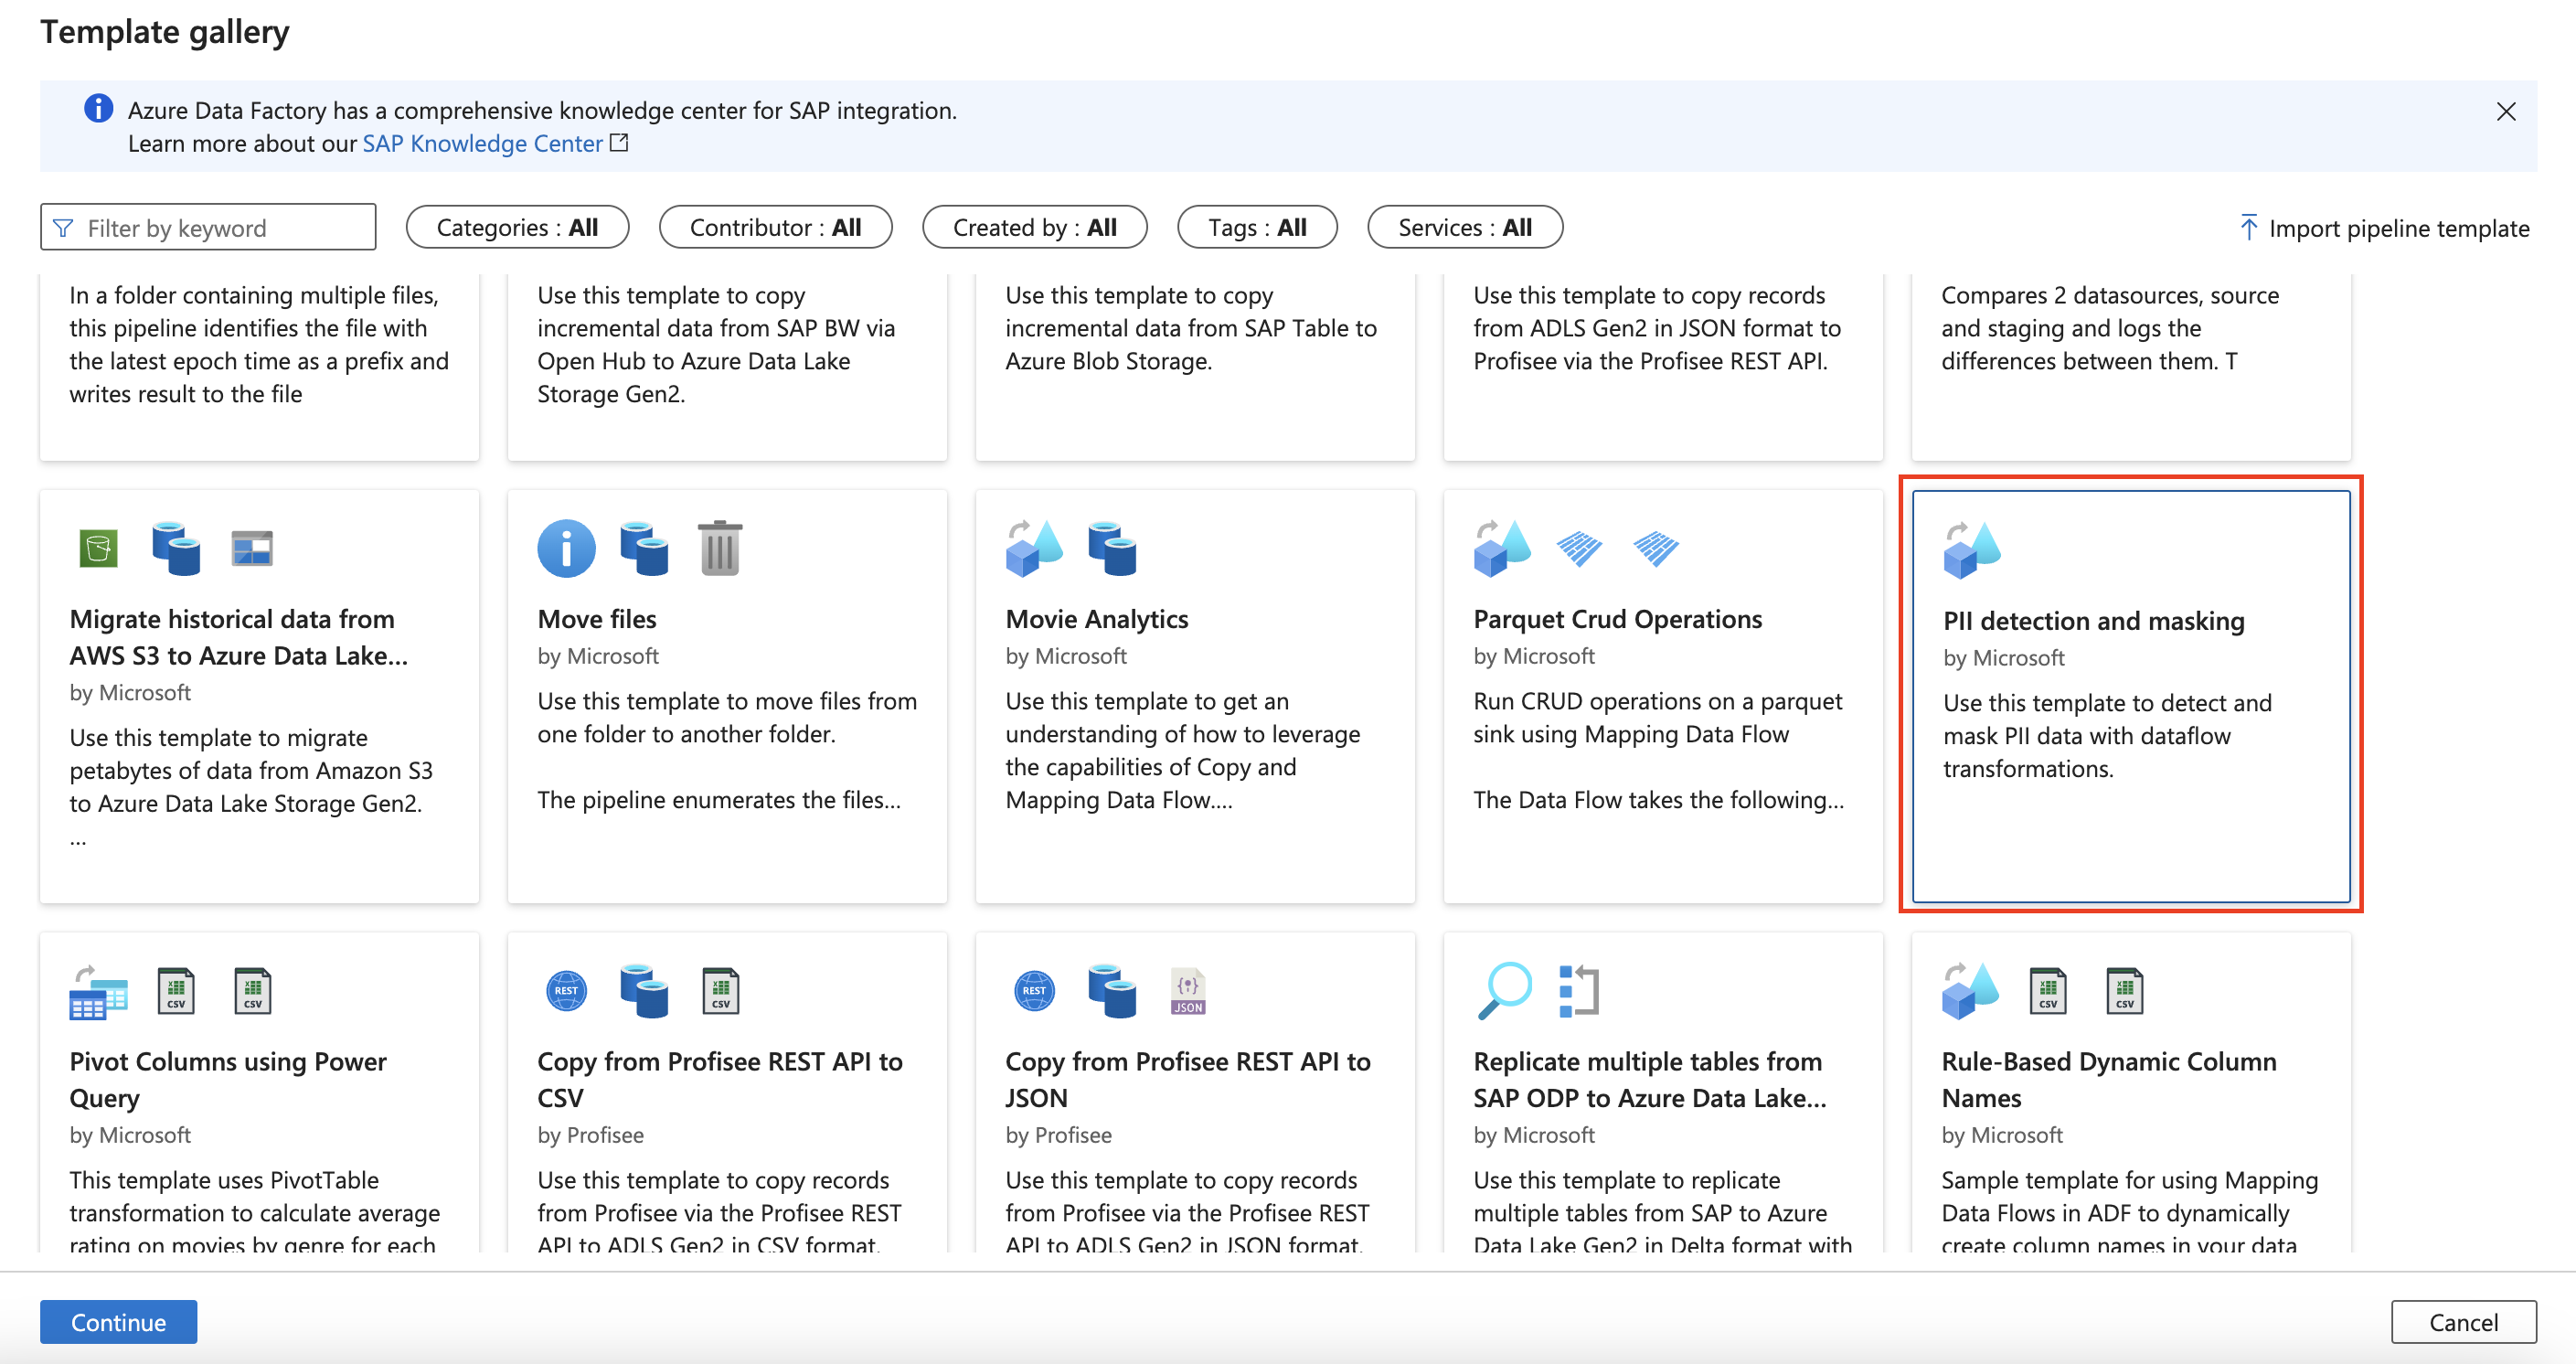 Template gallery
Azure Data Factory has a comprehensive knowledge center for SAP integration.
Learn more about our SAP Knowledge Center
Filter by keyword
Categories : All
Contributor : All
Created by : All
Tags : All
Services : All
Import pipeline template
In a folder containing multiple files,
this pipeline identifies the file with
the latest epoch time as a prefix and
writes result to the file
Use this template to copy
incremental data from SAP BW via
Open Hub to Azure Data Lake
Storage Gen2.
Use this template to copy
incremental data from SAP Table to
Azure Blob Storage.
Use this template to copy records
from ADLS Gen2 in JSON format to
Profisee via the Profisee REST API.
Compares 2 datasources, source
and staging and logs the
differences between them. T
Migrate historical data from
AWS S3 to Azure Data Lake...
by Microsoft
Use this template to migrate
petabytes of data from Amazon S3
to Azure Data Lake Storage Gen2.
...
Move files
by Microsoft
Use this template to move files from
one folder to another folder.
The pipeline enumerates the files...
Movie Analytics
by Microsoft
Use this template to get an
understanding of how to leverage
the capabilities of Copy and
Mapping Data Flow....
Parquet Crud Operations
by Microsoft
Run CRUD operations on a parquet
sink using Mapping Data Flow
The Data Flow takes the following...
PII detection and masking
by Microsoft
Use this template to detect and
mask PII data with dataflow
transformations.
CSV
CSV
Pivot Columns using Power
Query
by Microsoft
This template uses PivotTable
transformation to calculate average
rating on movies by genre for each
REST
CSV
Copy from Profisee REST API to
CSV
by Profisee
Use this template to copy records
from Profisee via the Profisee REST
API to ADLS Gen2 in CSV format.
REST
JSON
Copy from Profisee REST API to
JSON
by Profisee
Use this template to copy records
from Profisee via the Profisee REST
API to ADLS Gen2 in JSON format.
Replicate multiple tables from
SAP ODP to Azure Data Lake...
by Microsoft
Use this template to replicate
multiple tables from SAP to Azure
Data Lake Gen2 in Delta format with
CSV
CSV
Rule-Based Dynamic Column
Names
by Microsoft
Sample template for using Mapping
Data Flows in ADF to dynamically
create column names in your data
Continue
Cancel